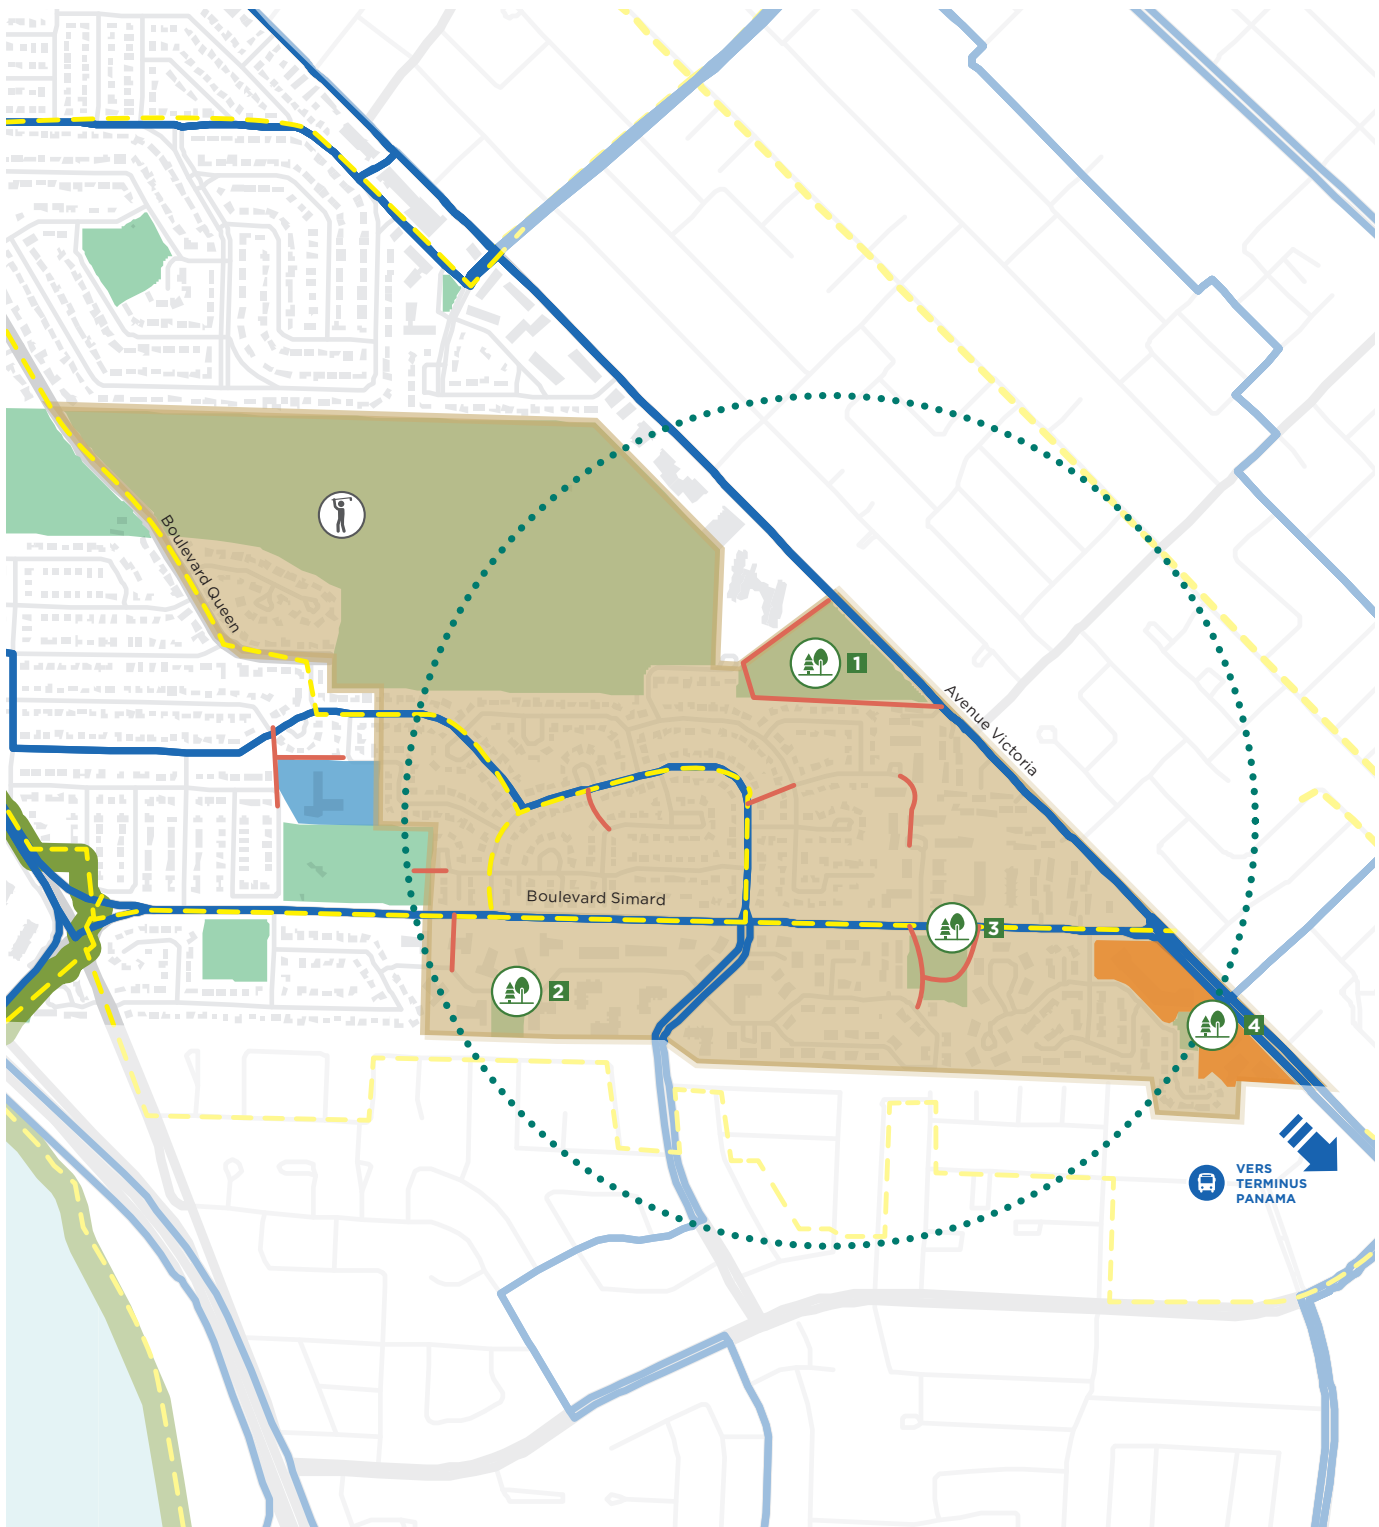 Boulevard Queen
1
Avenue Victoria
Boulevard Simard
3
2
4
VERS
TERMINUS
PANAMA